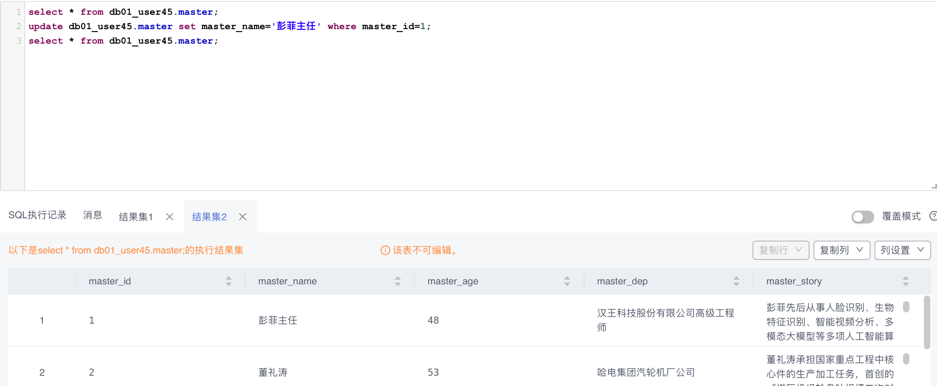 1 select * from db01_user45.master;
2 update db01_user45.master set master_name='彭菲主任' where master_id=1;
3 select * from db01_user45.master;
SQL执行记录 消息 结果集1 结果集2 覆盖模式
以下是select * from db01_user45.master;的执行结果集 该表不可编辑。 复制行 复制列 列设置
master_id master_name master_age master_dep master_story
1 1 彭菲主任 48 汉王科技股份有限公司高级工程
师
彭菲先后从事人脸识别、生物
特征识别、智能视频分析、多
模态大模型等多项人工智能算
2 2 董礼涛 53 哈电集团汽轮机厂公司
董礼涛承担国家重点工程中核
心件的生产加工任务，首创的